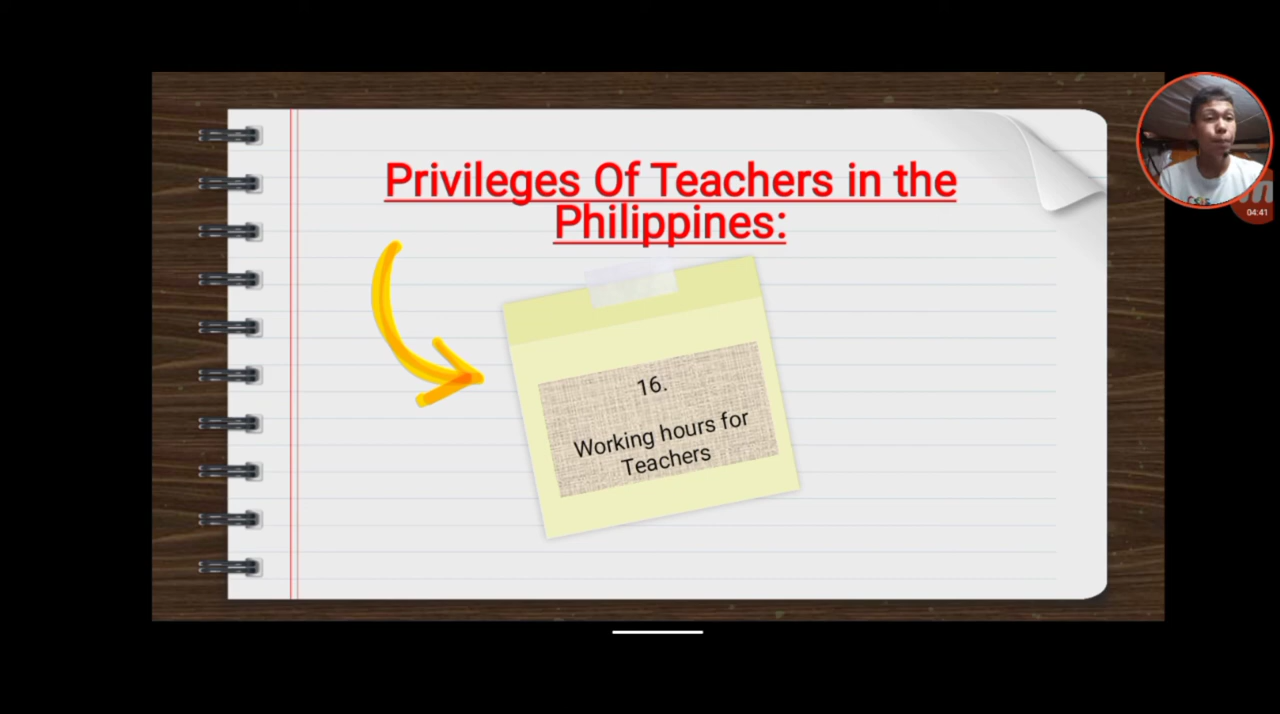 Privileges Of Teachers in the
Philippines:
16.
Working hours for
Teachers
04:41